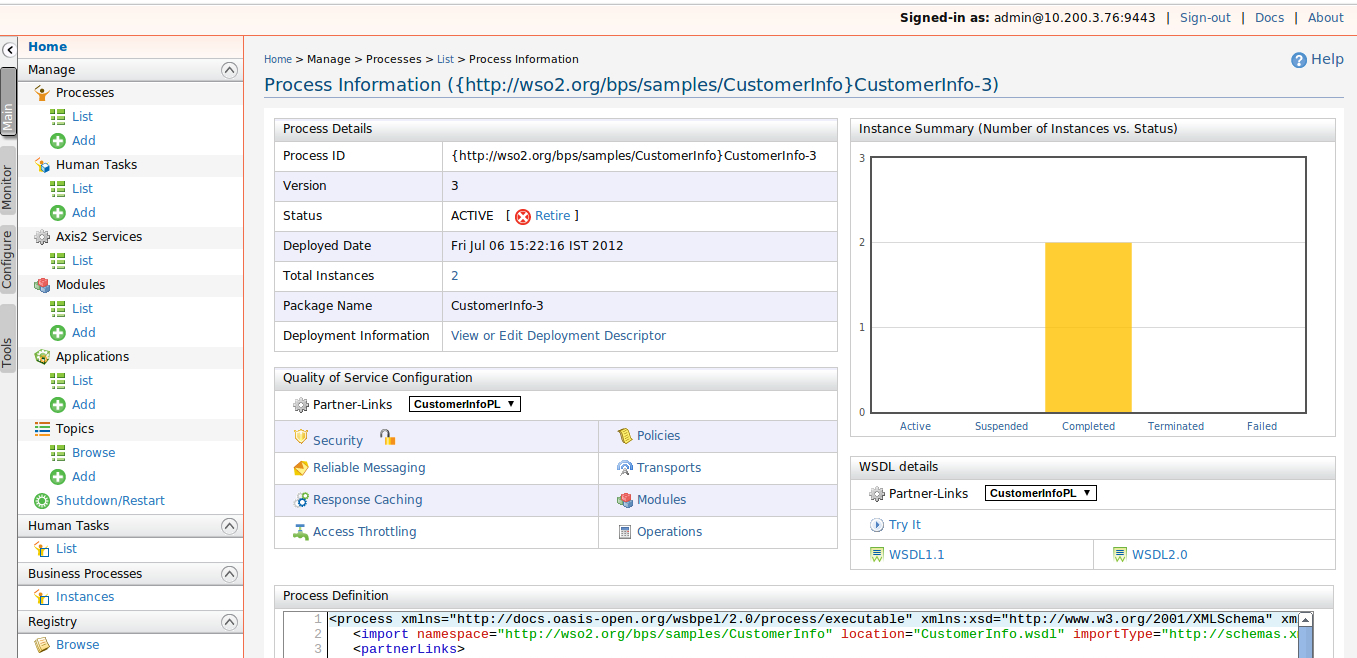 Signed-in as: admin@10.200.3.76:9443 | Sign-out | Docs | About
Main
Monitor
Configure
Tools
Home
Manage
Processes
List
Add
Human Tasks
List
Add
Axis2 Services
List
Modules
List
Add
Applications
List
Add
Topics
Browse
Add
Shutdown/Restart
Human Tasks
List
Business Processes
Instances
Registry
Browse
Home > Manage > Processes > List > Process Information
Help
Process Information ({http://wso2.org/bps/samples/CustomerInfo}CustomerInfo-3)
Process Details
Process ID {http://wso2.org/bps/samples/CustomerInfo}CustomerInfo-3
Version 3
Status ACTIVE [ Retire ]
Deployed Date Fri Jul 06 15:22:16 IST 2012
Total Instances 2
Package Name CustomerInfo-3
Deployment Information View or Edit Deployment Descriptor
Quality of Service Configuration
Partner-Links CustomerInfoPL
Security Policies
Reliable Messaging Transports
Response Caching Modules
Access Throttling Operations
Instance Summary (Number of Instances vs. Status)
3
2
1
0
Active Suspended Completed Terminated Failed
WSDL details
Partner-Links CustomerInfoPL
Try It
WSDL1.1 WSDL2.0
Process Definition
1 <process xmlns="http://docs.oasis-open.org/wsbpel/2.0/process/executable" xmlns:xsd="http://www.w3.org/2001/XMLSchema" xm
2 <import namespace="http://wso2.org/bps/samples/CustomerInfo" location="CustomerInfo.wsdl" importType="http://schemas.x
3 <partnerLinks>